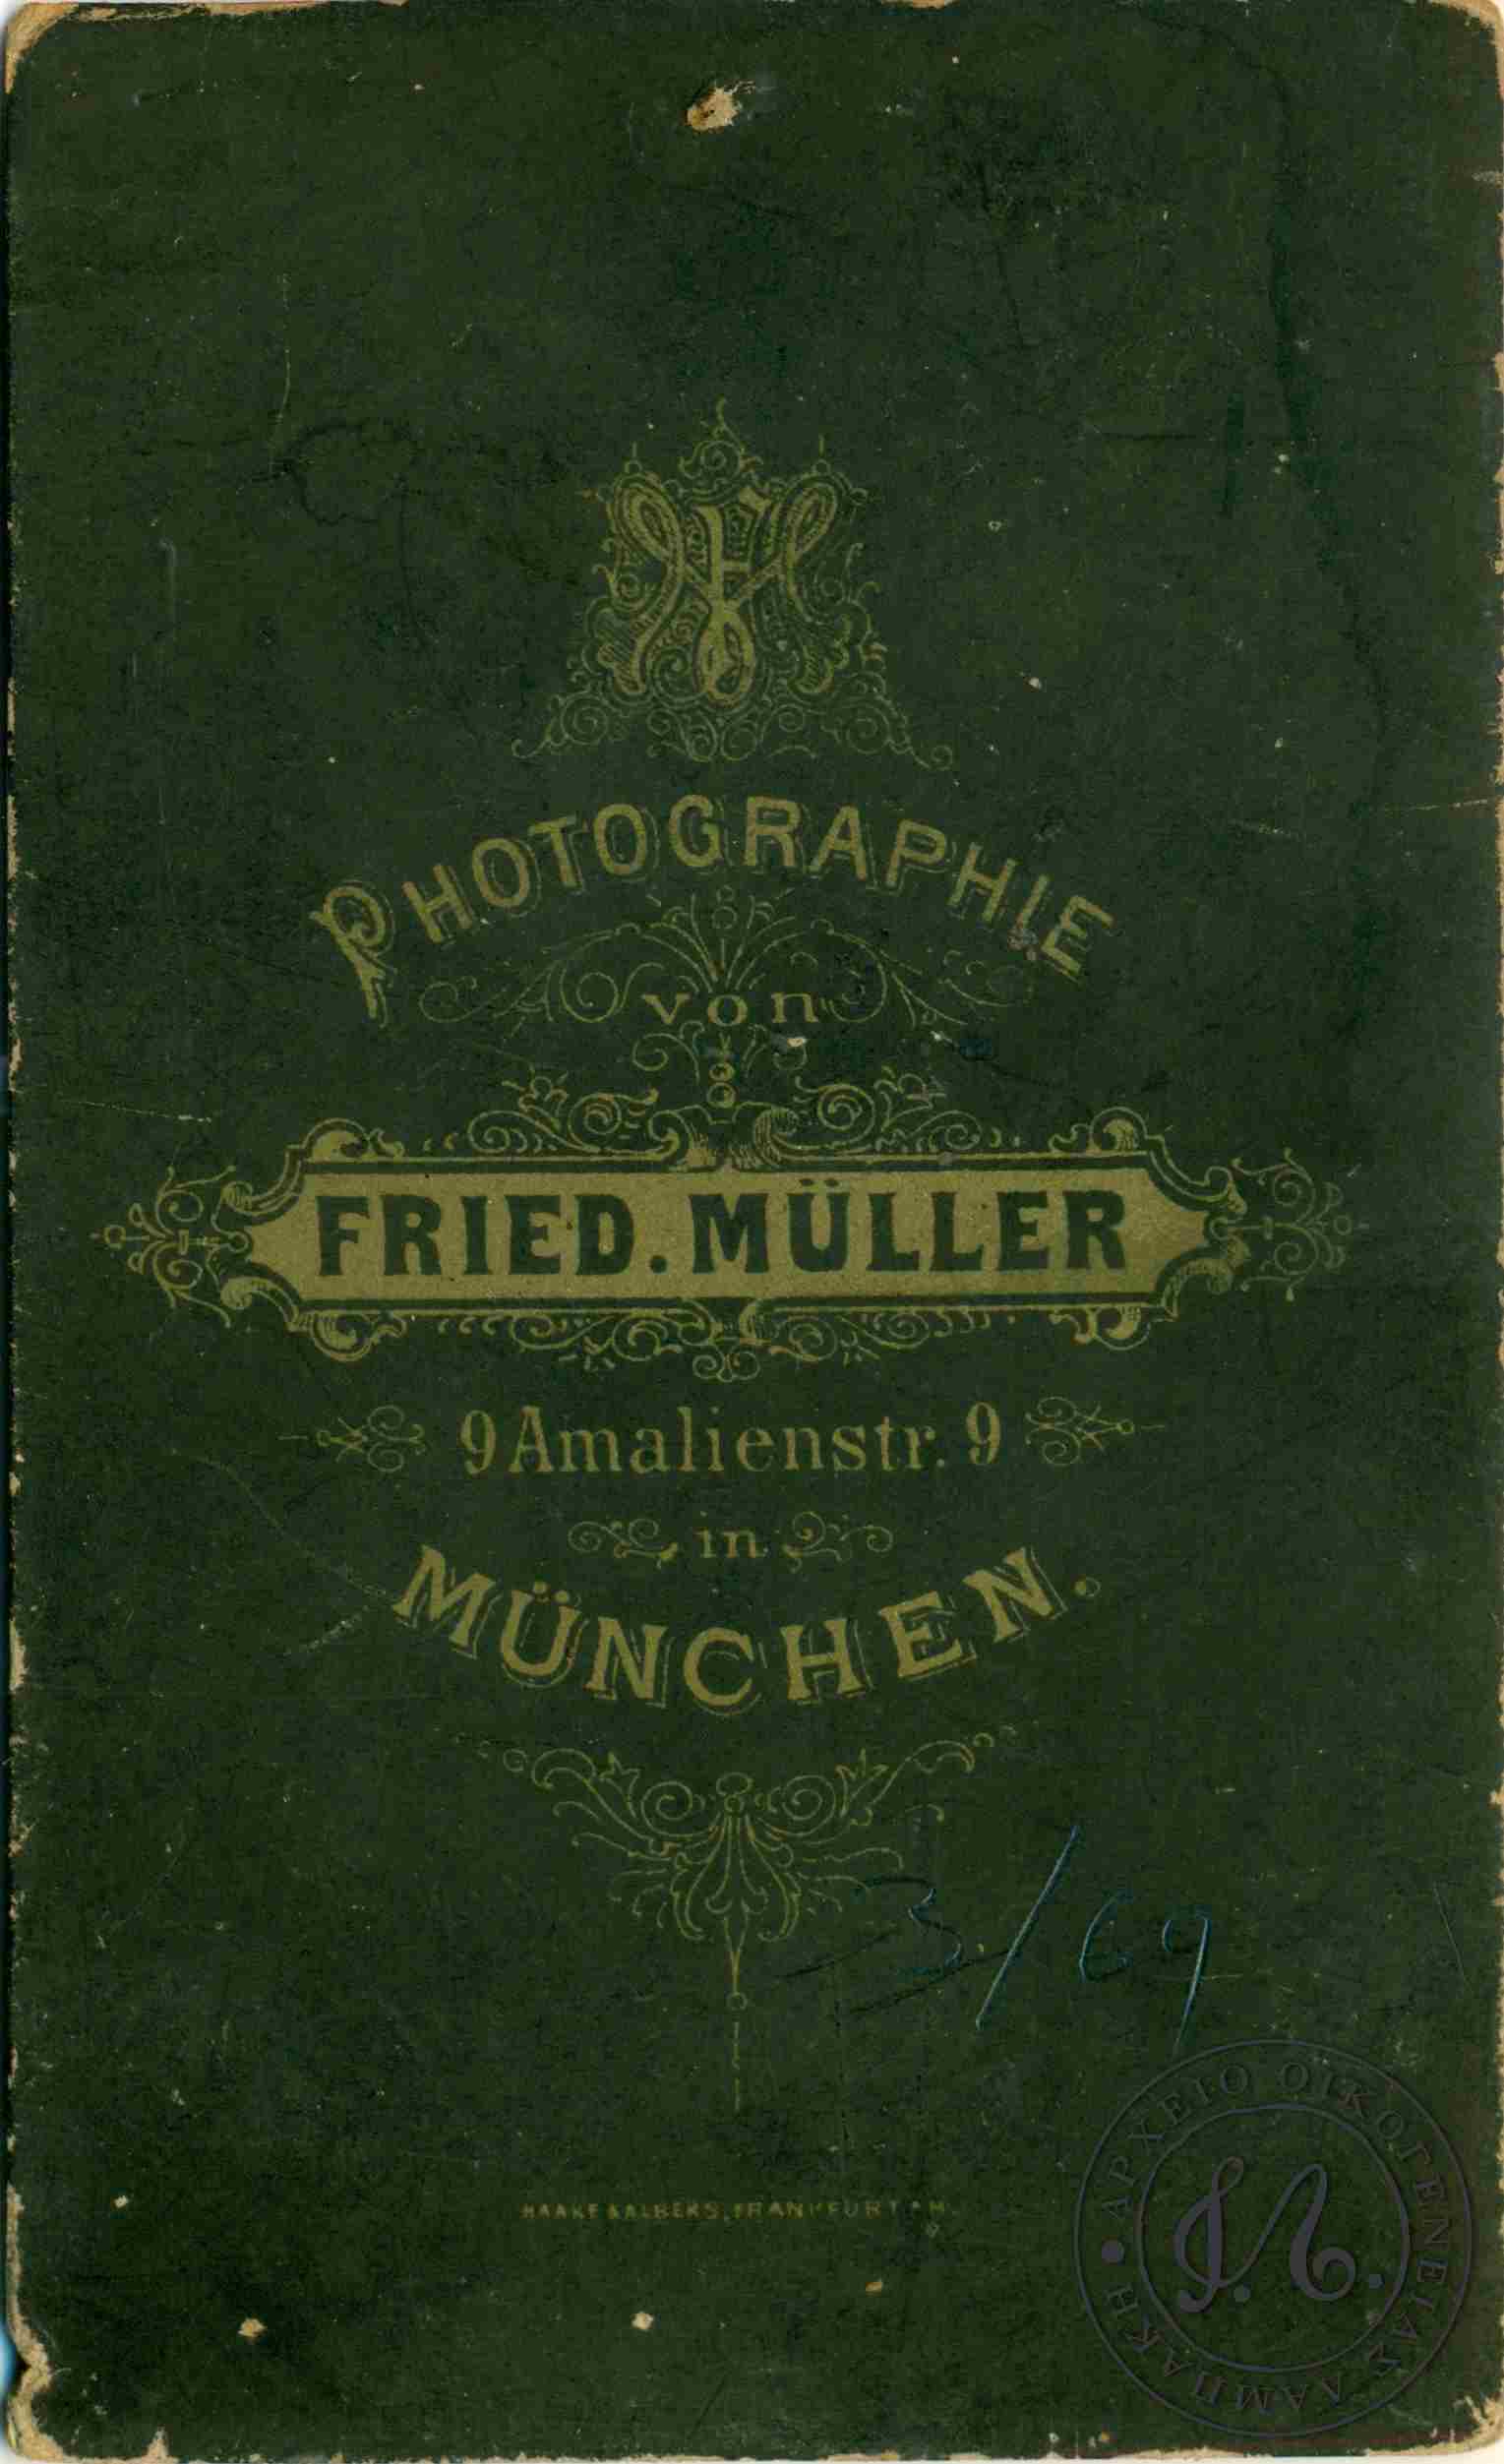 PHOTOGRAPHIE
von
FRIED. MÜLLER
9 Amalienstr. 9
in
MÜNCHEN.
3/69
HAAKE & ALBERS, FRANKFURT A M.
ΑΡΧΕΙΟ ΟΙΚΟΓΕΝΕΙΑΣ ΛΑΜΠΑΚΗ